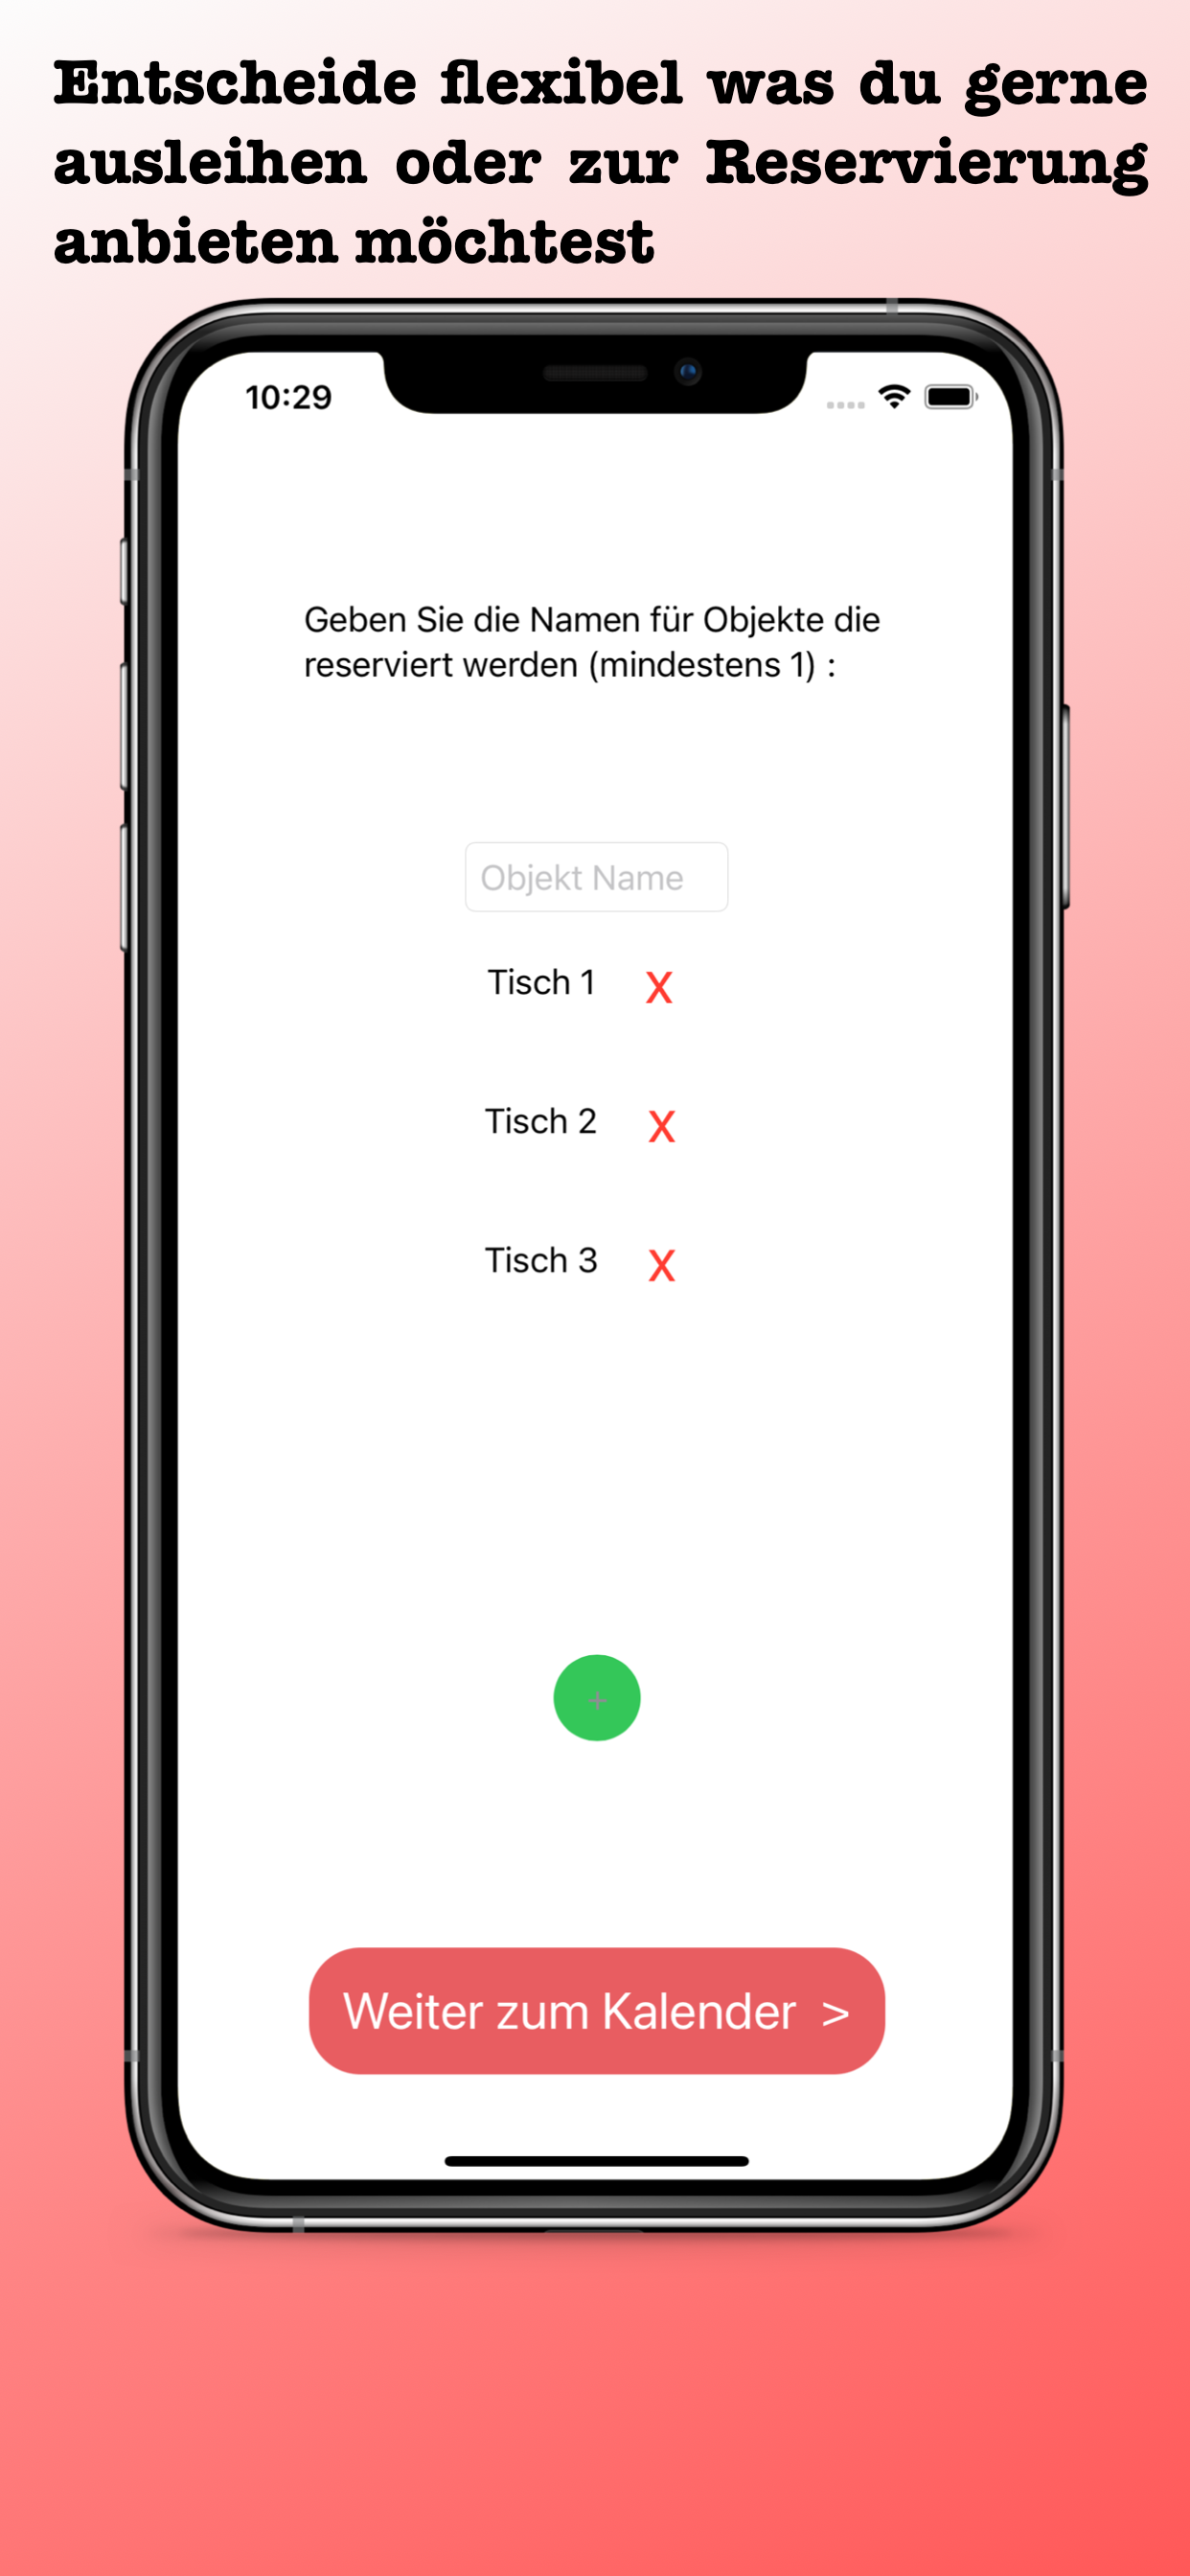 Entscheide flexibel was du gerne
ausleihen oder zur Reservierung
anbieten möchtest
10:29
Geben Sie die Namen für Objekte die
reserviert werden (mindestens 1) :
Objekt Name
Tisch 1 X
Tisch 2 X
Tisch 3 X
+
Weiter zum Kalender >